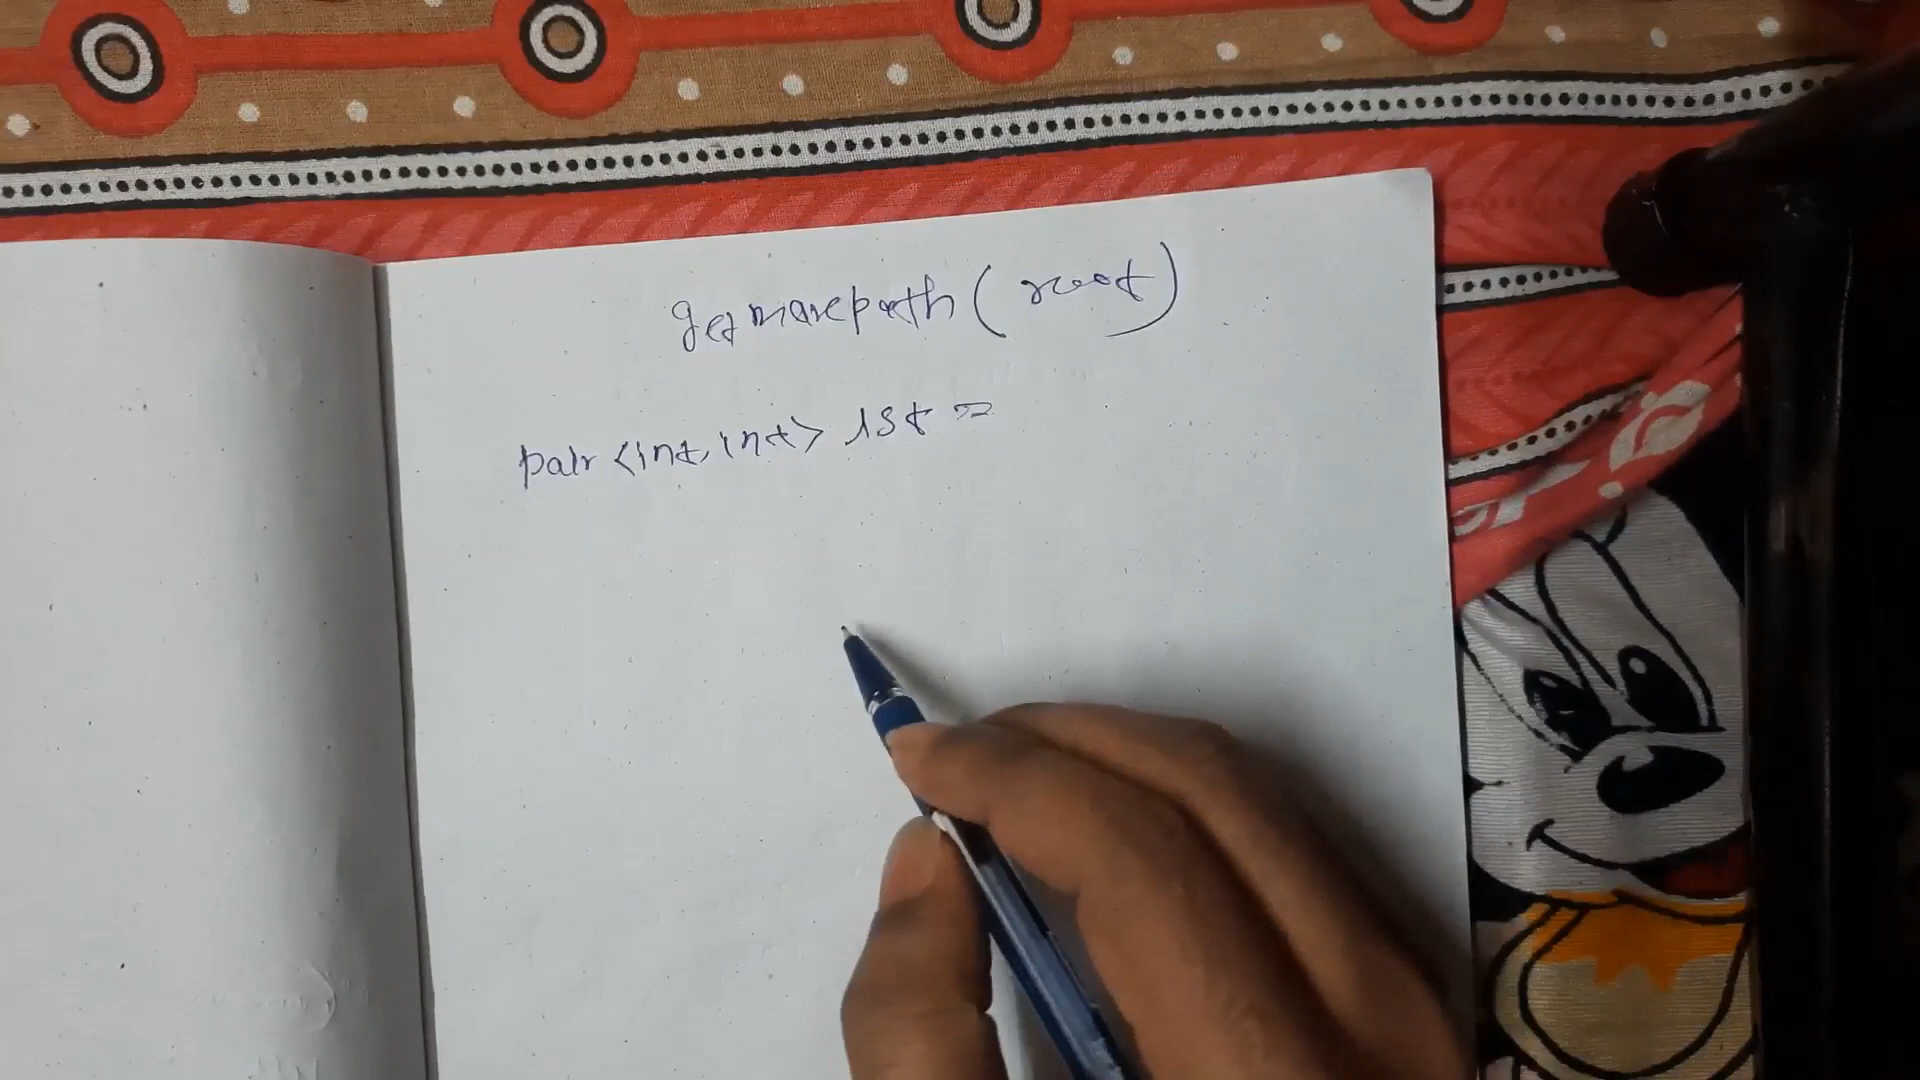 getmaxpath(root)
pair <int, int> lst =